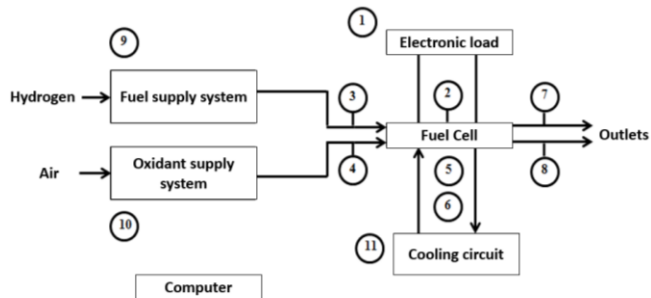 1
Electronic load
9
Hydrogen
Fuel supply system
3
2
7
Fuel Cell
Outlets
Air
Oxidant supply
system
4
5
8
6
10
11
Cooling circuit
Computer